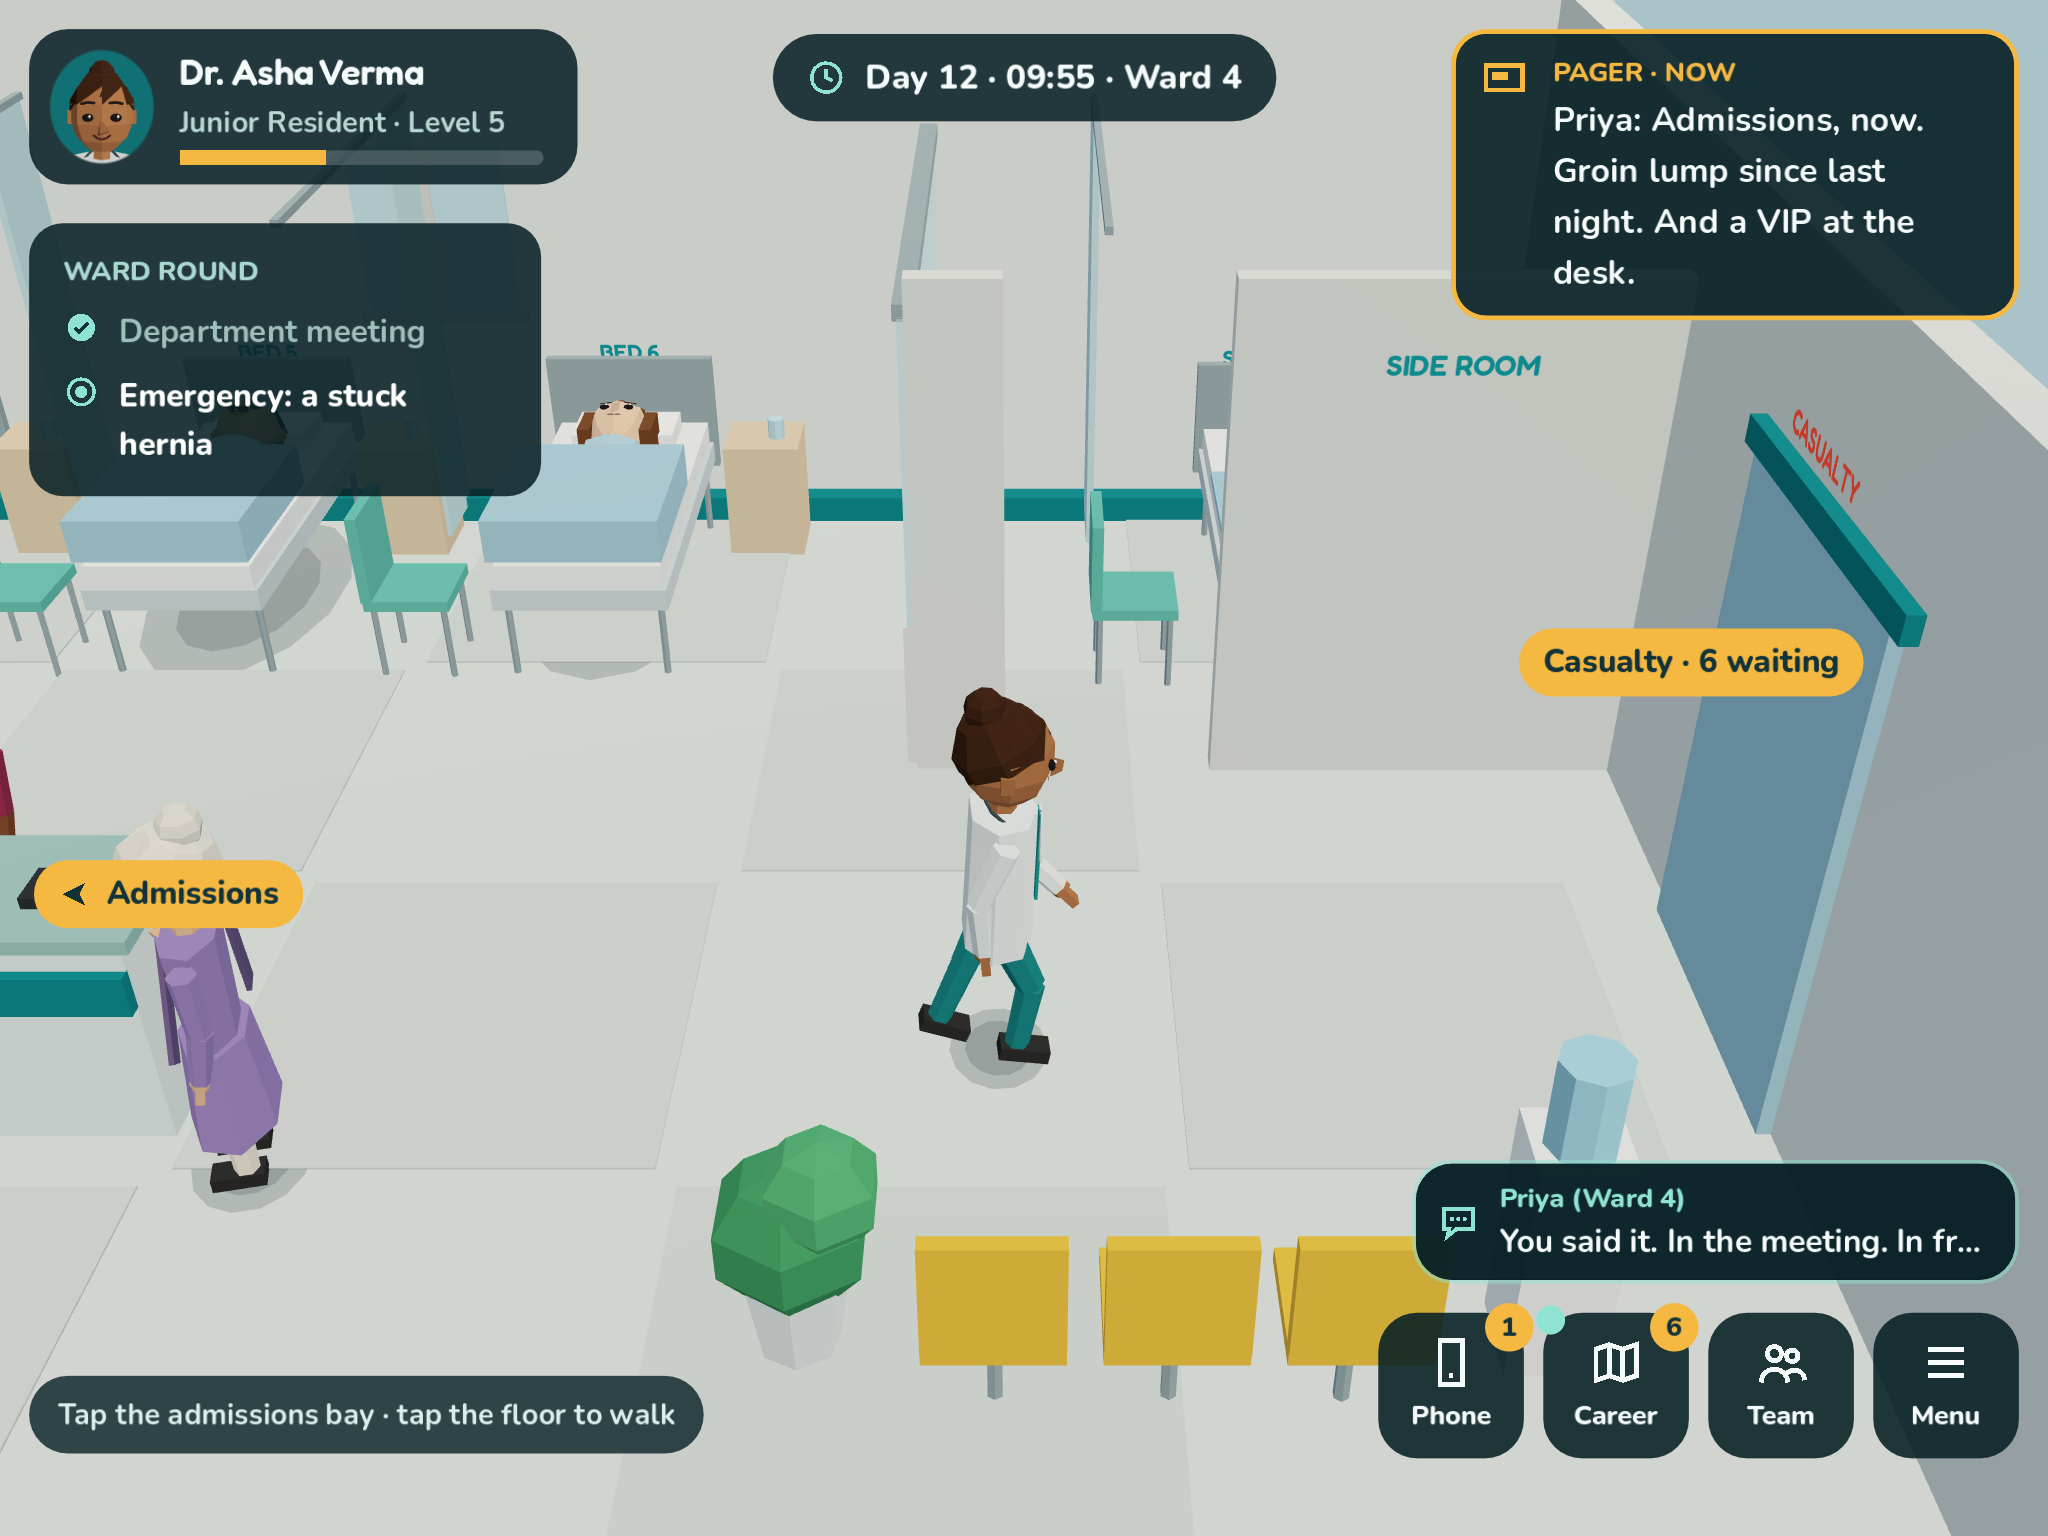 Dr. Asha Verma
Junior Resident · Level 5
Day 12 · 09:55 · Ward 4
PAGER · NOW
Priya: Admissions, now.
Groin lump since last
night. And a VIP at the
desk.
WARD ROUND
Department meeting
Emergency: a stuck
hernia
BED 5
BED 6
SIDE ROOM
CASUALTY
Casualty · 6 waiting
Admissions
Priya (Ward 4)
You said it. In the meeting. In fr...
Tap the admissions bay · tap the floor to walk
1
6
Phone
Career
Team
Menu